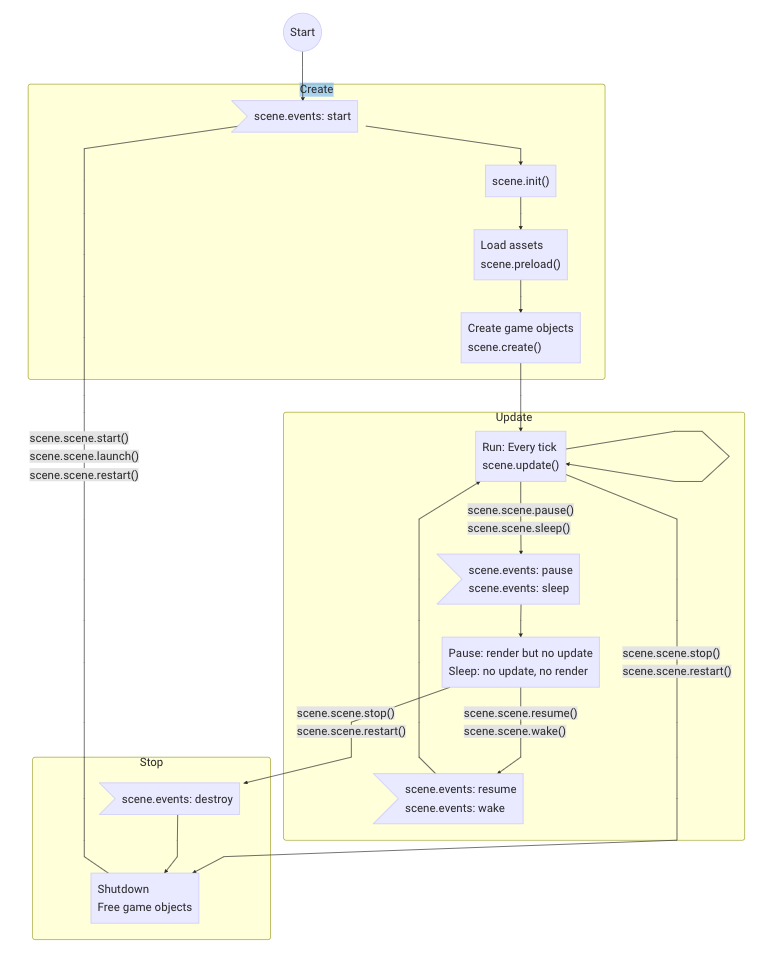 Start
Create
scene.events: start
scene.init()
Load assets
scene.preload()
Create game objects
scene.create()
scene.scene.start()
scene.scene.launch()
scene.scene.restart()
Update
Run: Every tick
scene.update()
scene.scene.pause()
scene.scene.sleep()
scene.events: pause
scene.events: sleep
Pause: render but no update
Sleep: no update, no render
scene.scene.stop()
scene.scene.restart()
scene.scene.stop()
scene.scene.restart()
scene.scene.resume()
scene.scene.wake()
scene.events: resume
scene.events: wake
Stop
scene.events: destroy
Shutdown
Free game objects